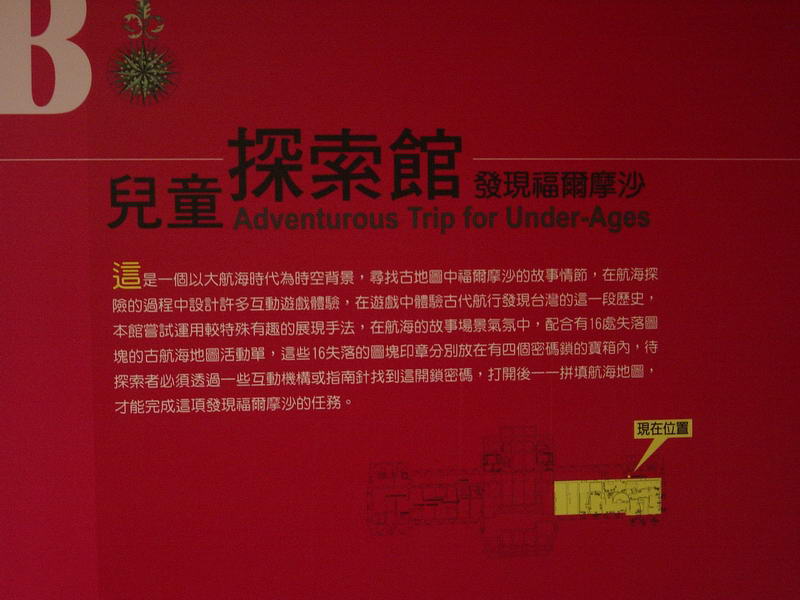 B
兒童探索館 發現福爾摩沙
Adventurous Trip for Under-Ages
這是一個以大航海時代為時空背景，尋找古地圖中福爾摩沙的故事情節，在航海探
險的過程中設計許多互動遊戲體驗，在遊戲中體驗古代航行發現台灣的這一段歷史，
本館嘗試運用較特殊有趣的展現手法，在航海的故事場景氣氛中，配合有16處失落圖
塊的古航海地圖活動單，這些16失落的圖塊印章分別放在有四個密碼鎖的寶箱內，待
探索者必須透過一些互動機構或指南針找到這開鎖密碼，打開後一一拼填航海地圖，
才能完成這項發現福爾摩沙的任務。
現在位置